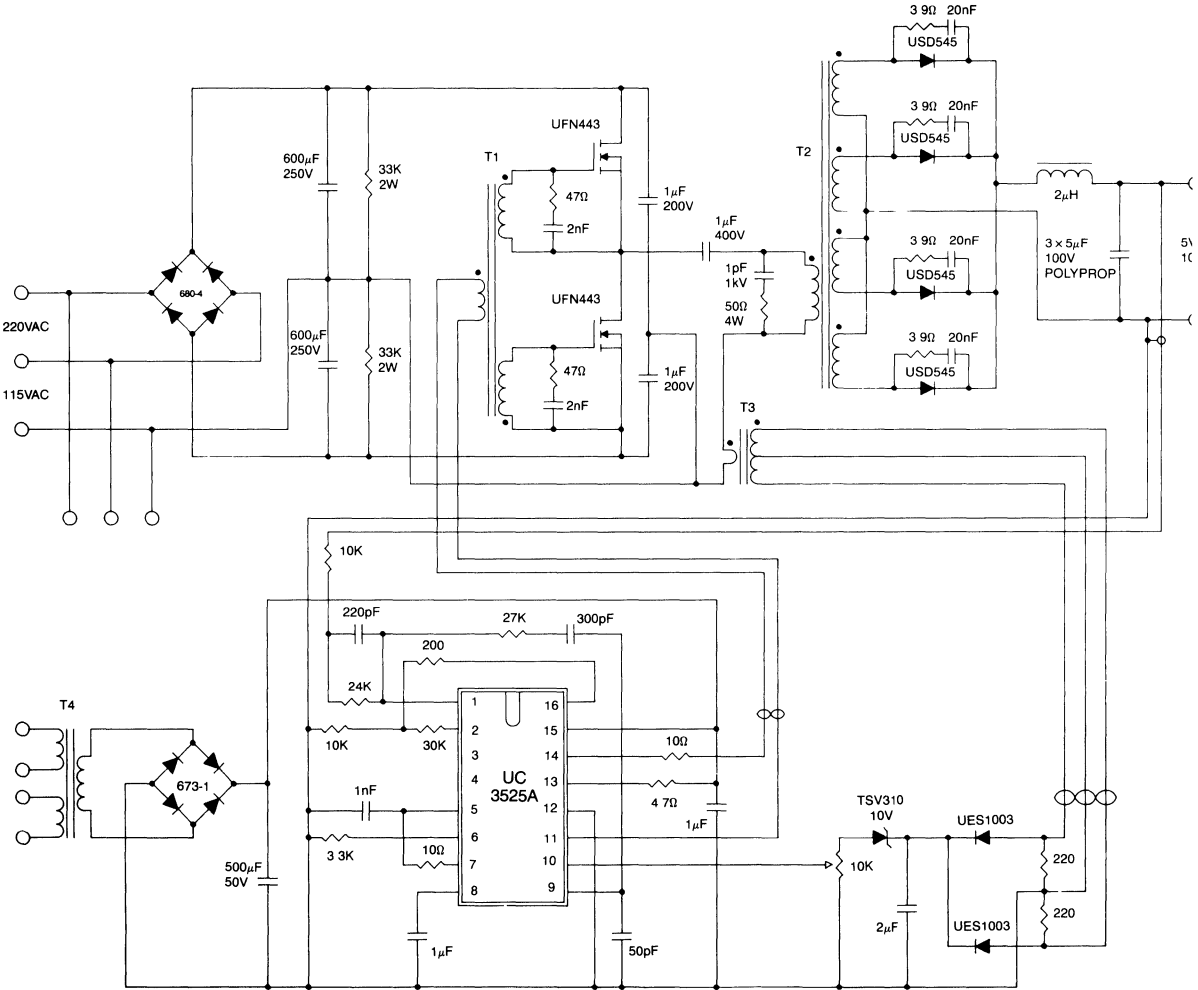 3 9Ω 20nF
USD545
3 9Ω 20nF
USD545
UFN443
T1
T2
600µF
250V
33K
2W
47Ω
2nF
1µF
200V
1µF
400V
2µH
3 × 5µF
100V
POLYPROP
3 9Ω 20nF
USD545
1pF
1kV
50Ω
4W
680-4
220VAC
UFN443
600µF
250V
33K
2W
47Ω
2nF
1µF
200V
3 9Ω 20nF
USD545
115VAC
T3
10K
220pF
27K
300pF
200
24K
T4
10K
30K
1
2
3
4
5
6
7
8
16
15
14
13
12
11
10
9
UC
3525A
10Ω
4 7Ω
673-1
1nF
1µF
TSV310
10V
UES1003
3 3K
10Ω
10K
220
500µF
50V
220
2µF
UES1003
1µF
50pF